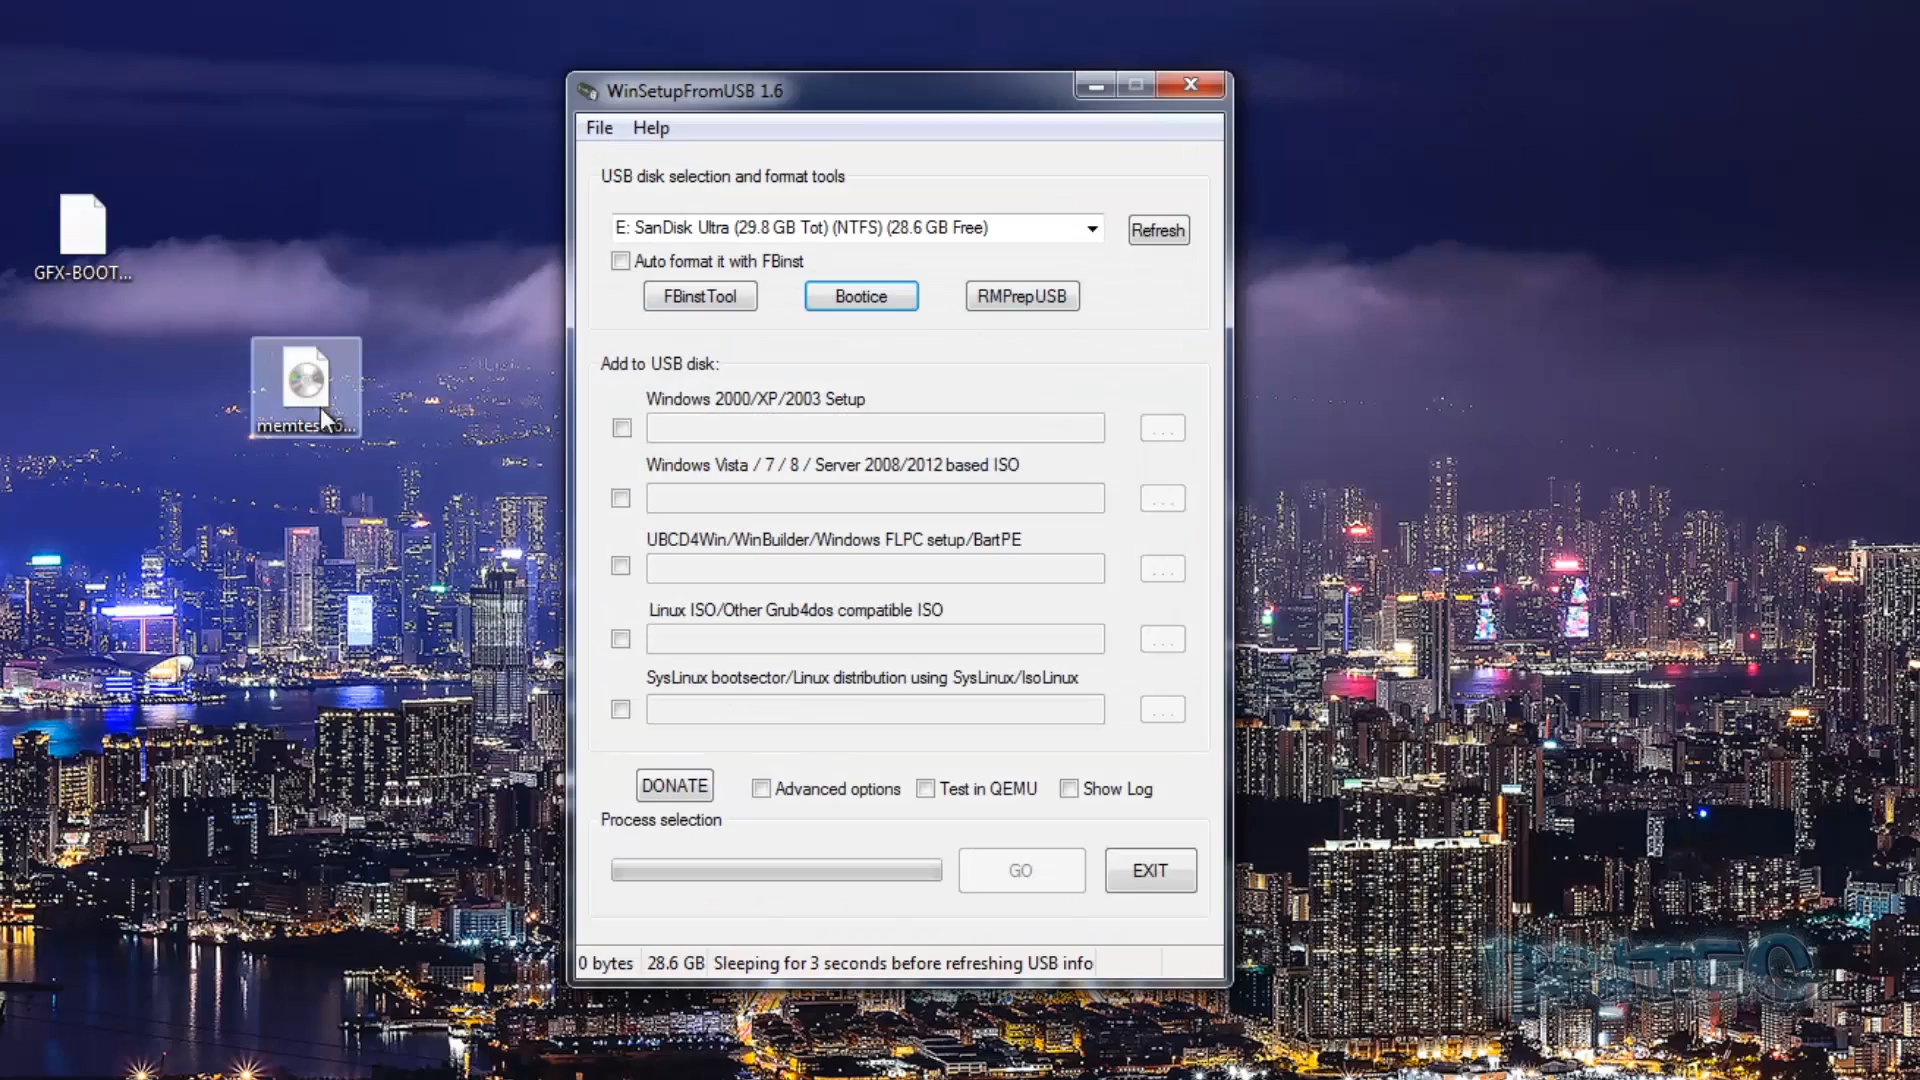 WinSetupFromUSB 1.6
File Help
USB disk selection and format tools
E: SanDisk Ultra (29.8 GB Tot) (NTFS) (28.6 GB Free)
Refresh
Auto format it with FBinst
FBinstTool Bootice RMPrepUSB
GFX-BOOT...
Add to USB disk:
Windows 2000/XP/2003 Setup
...
Windows Vista / 7 / 8 / Server 2008/2012 based ISO
...
UBCD4Win/WinBuilder/Windows FLPC setup/BartPE
...
Linux ISO/Other Grub4dos compatible ISO
...
SysLinux bootsector/Linux distribution using SysLinux/IsoLinux
...
DONATE Advanced options Test in QEMU Show Log
Process selection
GO EXIT
0 bytes 28.6 GB Sleeping for 3 seconds before refreshing USB info